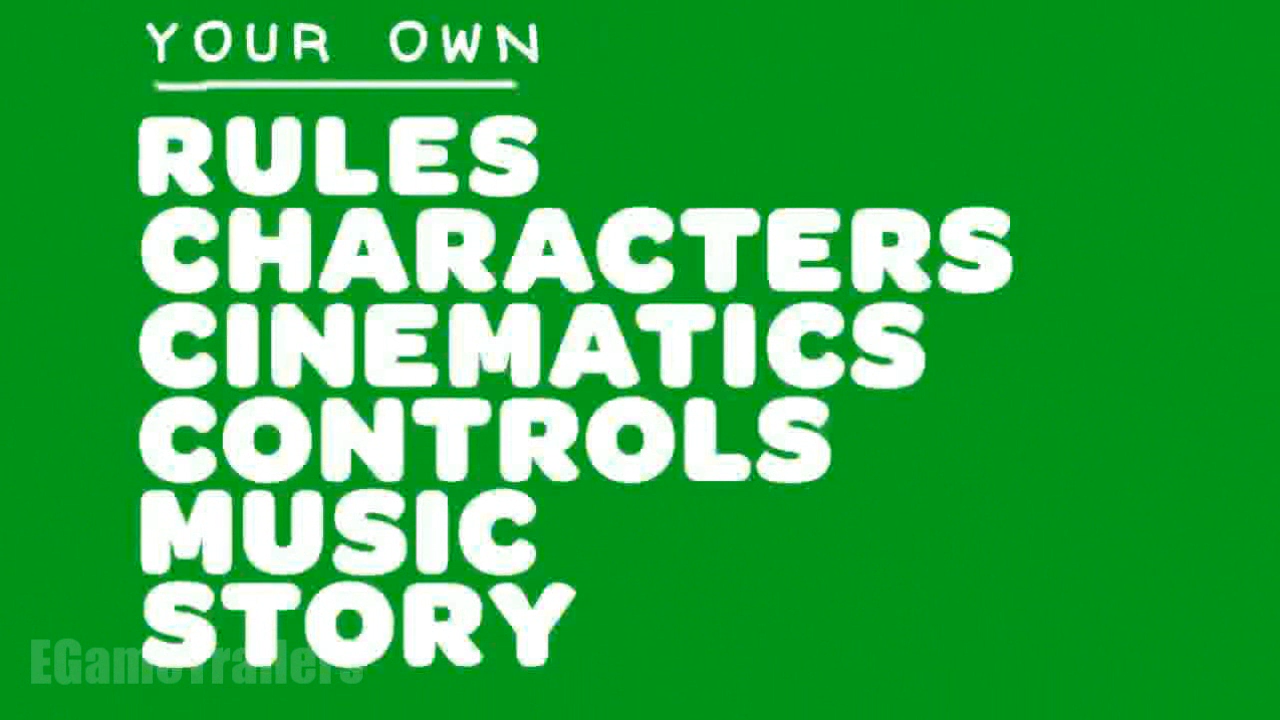 YOUR OWN
RULES
CHARACTERS
CINEMATICS
CONTROLS
MUSIC
STORY
EGameTrailers